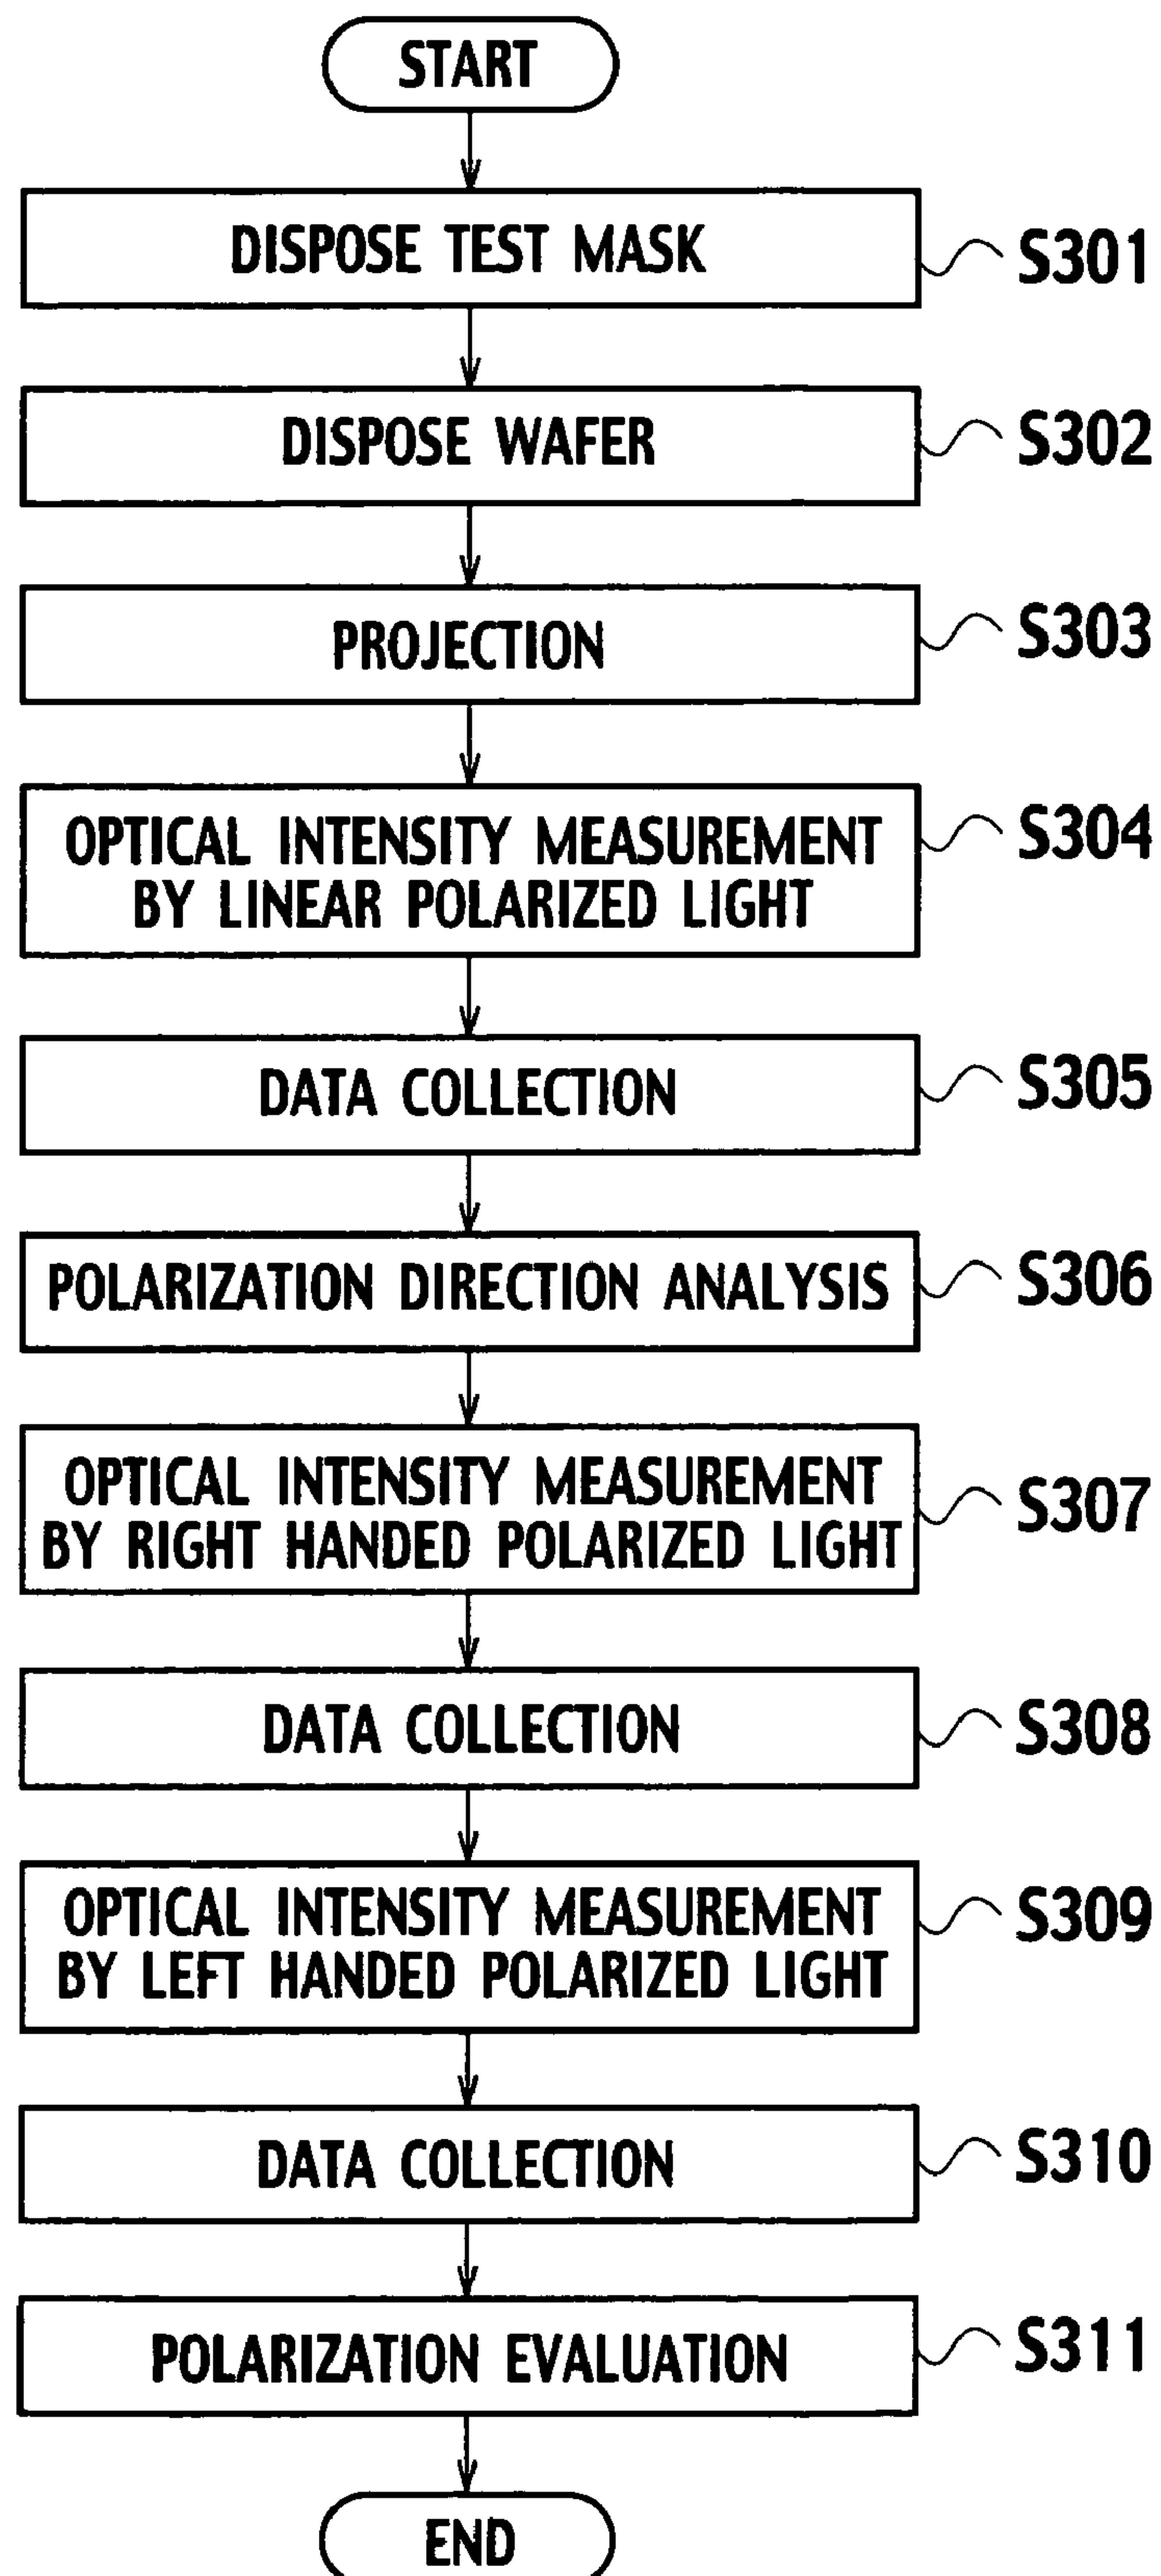 START
DISPOSE TEST MASK
S301
DISPOSE WAFER
S302
PROJECTION
S303
OPTICAL INTENSITY MEASUREMENT
BY LINEAR POLARIZED LIGHT
S304
DATA COLLECTION
S305
POLARIZATION DIRECTION ANALYSIS
S306
OPTICAL INTENSITY MEASUREMENT
BY RIGHT HANDED POLARIZED LIGHT
S307
DATA COLLECTION
S308
OPTICAL INTENSITY MEASUREMENT
BY LEFT HANDED POLARIZED LIGHT
S309
DATA COLLECTION
S310
POLARIZATION EVALUATION
S311
END